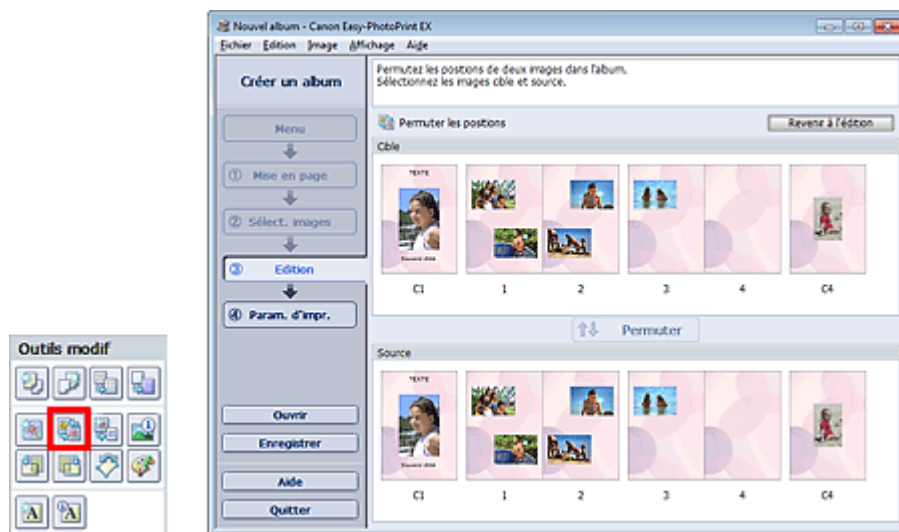 Outils modif
Nouvel album - Canon Easy-PhotoPrint EX
Fichier Edition Image Affichage Aide
Créer un album
Menu
① Mise en page
② Sélect. images
③ Edition
④ Param. d'impr.
Ouvrir
Enregistrer
Aide
Quitter
Permutez les positions de deux images dans l'album.
Sélectionnez les images cible et source.
Permuter les positions
Revenir à l'édition
Cible
TEXTE
C1 1 2 3 4 C4
Permuter
Source
TEXTE
C1 1 2 3 4 C4